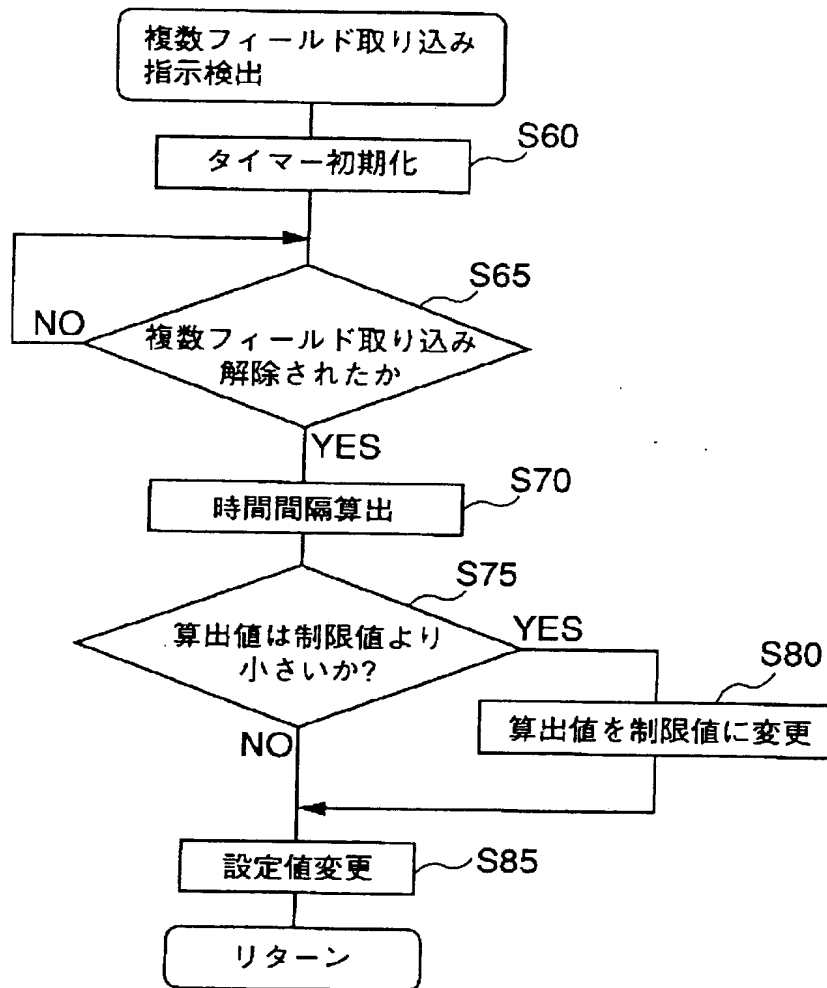 複数フィールド取り込み
指示検出
S60
タイマー初期化
S65
NO
複数フィールド取り込み
解除されたか
YES
S70
時間間隔算出
S75
算出値は制限値より
小さいか?
YES
S80
算出値を制限値に変更
NO
設定値変更
S85
リターン